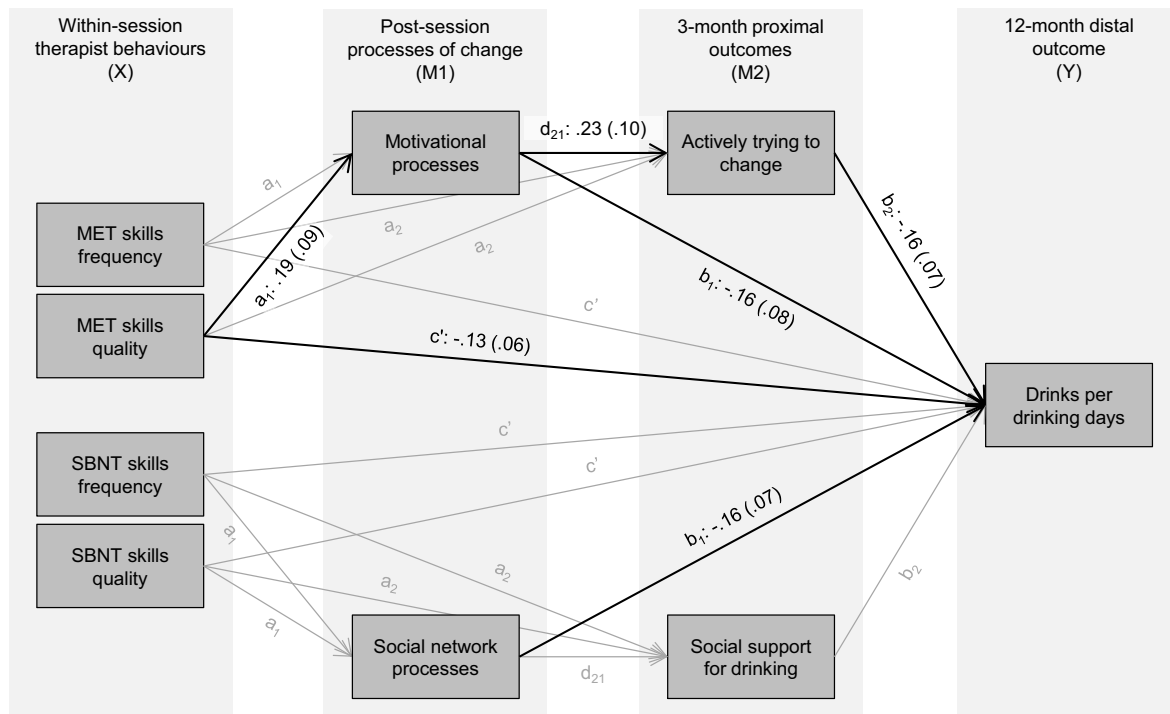 Within-session
therapist behaviours
(X)
Post-session
processes of change
(M1)
3-month proximal
outcomes
(M2)
12-month distal
outcome
(Y)
Motivational
processes
d21: .23 (.10)
Actively trying to
change
a1
a2
a2
a1: .19 (.09)
b2: -.16 (.07)
MET skills
frequency
MET skills
quality
b1: -.16 (.08)
c'
c': -.13 (.06)
Drinks per
drinking days
SBNT skills
frequency
SBNT skills
quality
c'
c'
b1: -.16 (.07)
a1
a2
a2
a1
b2
Social network
processes
d21
Social support
for drinking